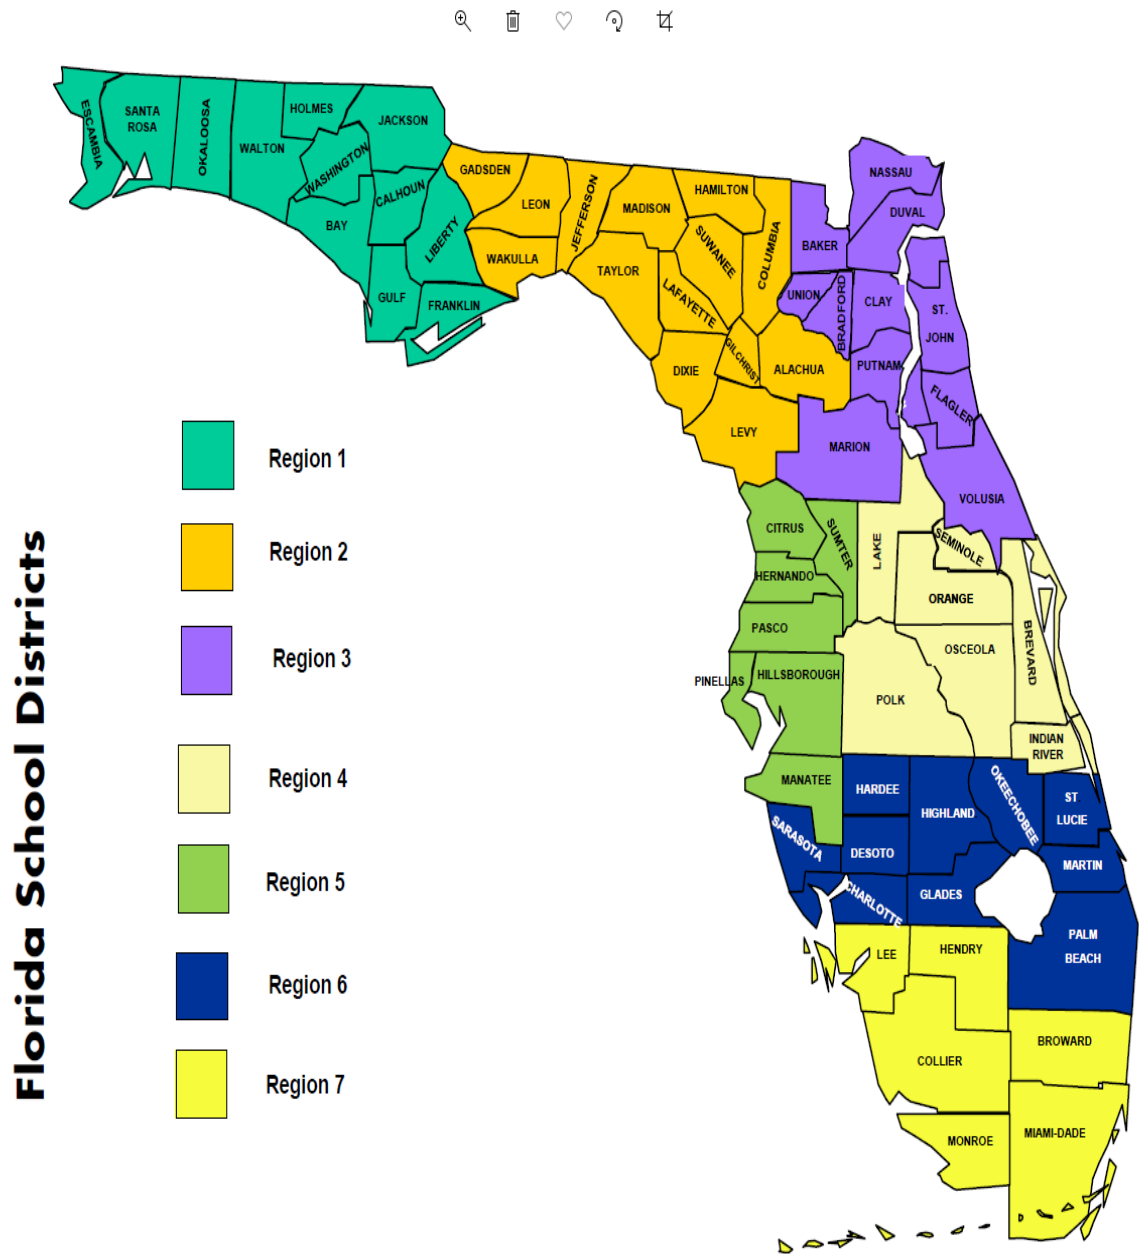 ESCAMBIA
SANTA
ROSA
OKALOOSA
WALTON
HOLMES
JACKSON
WASHINGTON
BAY
CALHOUN
LIBERTY
GULF
FRANKLIN
GADSDEN
LEON
WAKULLA
JEFFERSON
MADISON
TAYLOR
HAMILTON
SUWANEE
LAFAYETTE
COLUMBIA
DIXIE
GILCHRIST
ALACHUA
LEVY
NASSAU
DUVAL
BAKER
UNION
BRADFORD
CLAY
ST.
JOHN
PUTNAM
FLAGLER
MARION
VOLUSIA
CITRUS
SUMTER
LAKE
SEMINOLE
HERNANDO
ORANGE
PASCO
OSCEOLA
BREVARD
PINELLAS
HILLSBOROUGH
POLK
INDIAN
RIVER
MANATEE
HARDEE
HIGHLAND
OKEECHOBEE
ST.
LUCIE
SARASOTA
DESOTO
MARTIN
CHARLOTTE
GLADES
PALM
BEACH
LEE
HENDRY
BROWARD
COLLIER
MONROE
MIAMI-DADE
Region 1
Region 2
Region 3
Region 4
Region 5
Region 6
Region 7
Florida School Districts